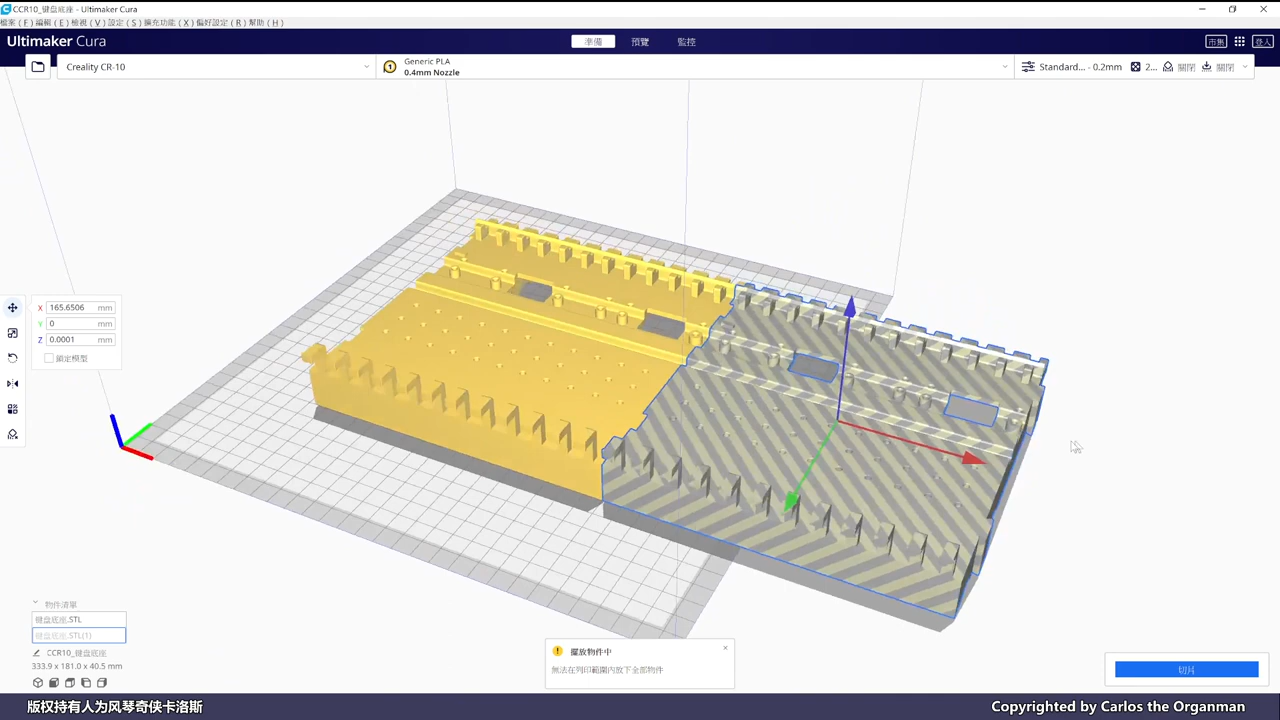 CCR10_键盘底座 - Ultimaker Cura
檔案(F) 編輯(E) 檢視(V) 設定(S) 擴充功能(X) 偏好設定(R) 幫助(H)
Ultimaker Cura
準備
預覽
監控
市集
登入
Creality CR-10
1
Generic PLA
0.4mm Nozzle
Standard... - 0.2mm
2...
關閉
關閉
X 165.6506 mm
Y 0 mm
Z 0.0001 mm
鎖定模型
物件清單
键盘底座.STL
键盘底座.STL(1)
CCR10_键盘底座
333.9 x 181.0 x 40.5 mm
擺放物件中
無法在列印範圍內放下全部物件
切片
版权持有人为风琴奇侠卡洛斯
Copyrighted by Carlos the Organman